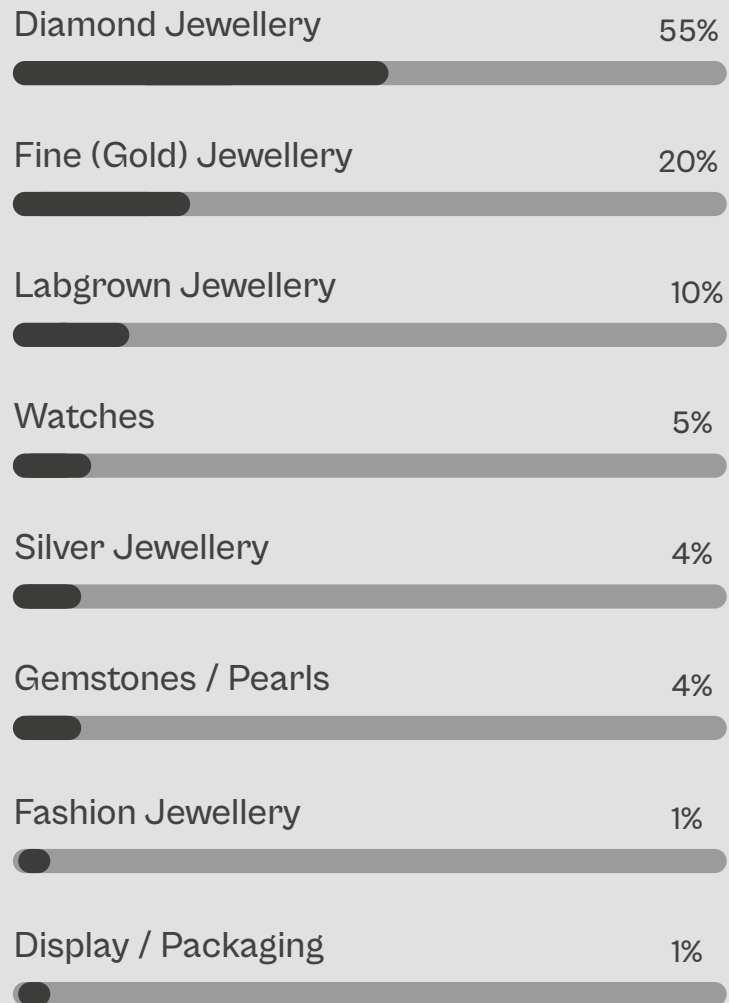 Diamond Jewellery 55%
Fine (Gold) Jewellery 20%
Labgrown Jewellery 10%
Watches 5%
Silver Jewellery 4%
Gemstones / Pearls 4%
Fashion Jewellery 1%
Display / Packaging 1%